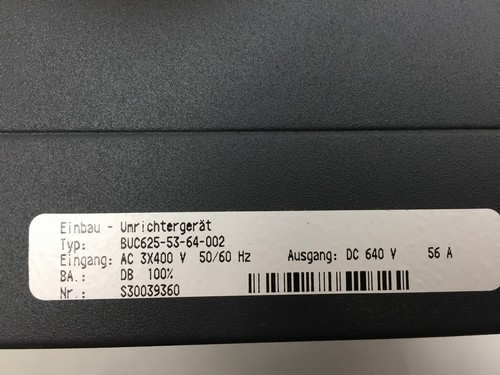 Einbau - Umrichtergerät
Typ: BUC625-53-64-002
Eingang: AC 3X400 V 50/60 Hz Ausgang: DC 640 V 56 A
BA.: DB 100%
Nr.: S30039360